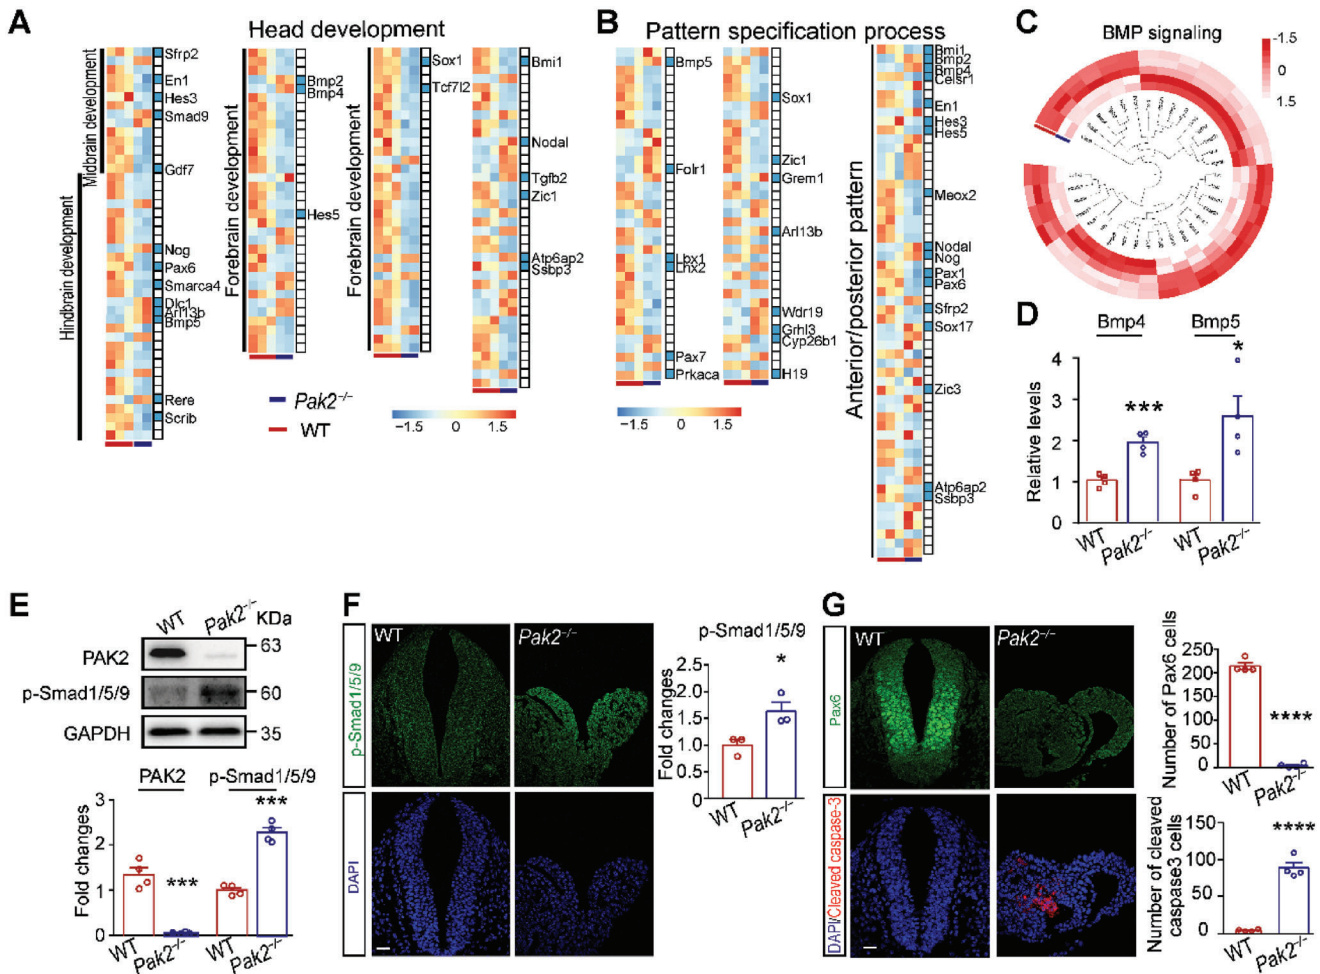 A
Head development
Midbrain development
Hindbrain development
Sfrp2
En1
Hes3
Smad9
Gdf7
Nog
Pax6
Smarca4
Dlc1
Arl13b
Bmp5
Rere
Scrib
Forebrain development
Bmp2
Bmp4
Hes5
Forebrain development
Sox1
Tcf7l2
Bmi1
Nodal
Tgfb2
Zic1
Atp6ap2
Ssbp3
Pak2⁻/⁻
WT
−1.5 0 1.5
B
Pattern specification process
Bmp5
Folr1
Lbx1
Lhx2
Pax7
Prkaca
Sox1
Zic1
Grem1
Arl13b
Wdr19
Grhl3
Cyp26b1
H19
−1.5 0 1.5
Anterior/posterior pattern
Bmi1
Bmp2
Bmp4
Celsr1
En1
Hes3
Hes5
Meox2
Nodal
Nog
Pax1
Pax6
Sfrp2
Sox17
Zic3
Atp6ap2
Ssbp3
C
BMP signaling
-1.5
0
1.5
D
Bmp4 Bmp5
Relative levels
4
3
2
1
0
***
*
WT Pak2⁻/⁻ WT Pak2⁻/⁻
E
WT Pak2⁻/⁻ KDa
PAK2 63
p-Smad1/5/9 60
GAPDH 35
PAK2 p-Smad1/5/9
Fold changes
3
2
1
0
***
***
WT Pak2⁻/⁻ WT Pak2⁻/⁻
F
WT Pak2⁻/⁻
p-Smad1/5/9
DAPI
p-Smad1/5/9
Fold changes
2.5
2.0
1.5
1.0
0.5
0
*
WT Pak2⁻/⁻
G
WT Pak2⁻/⁻
Pax6
DAPI/Cleaved caspase-3
Number of Pax6 cells
250
200
150
100
50
0
****
WT Pak2⁻/⁻
Number of cleaved
caspase3 cells
150
100
50
0
****
WT Pak2⁻/⁻